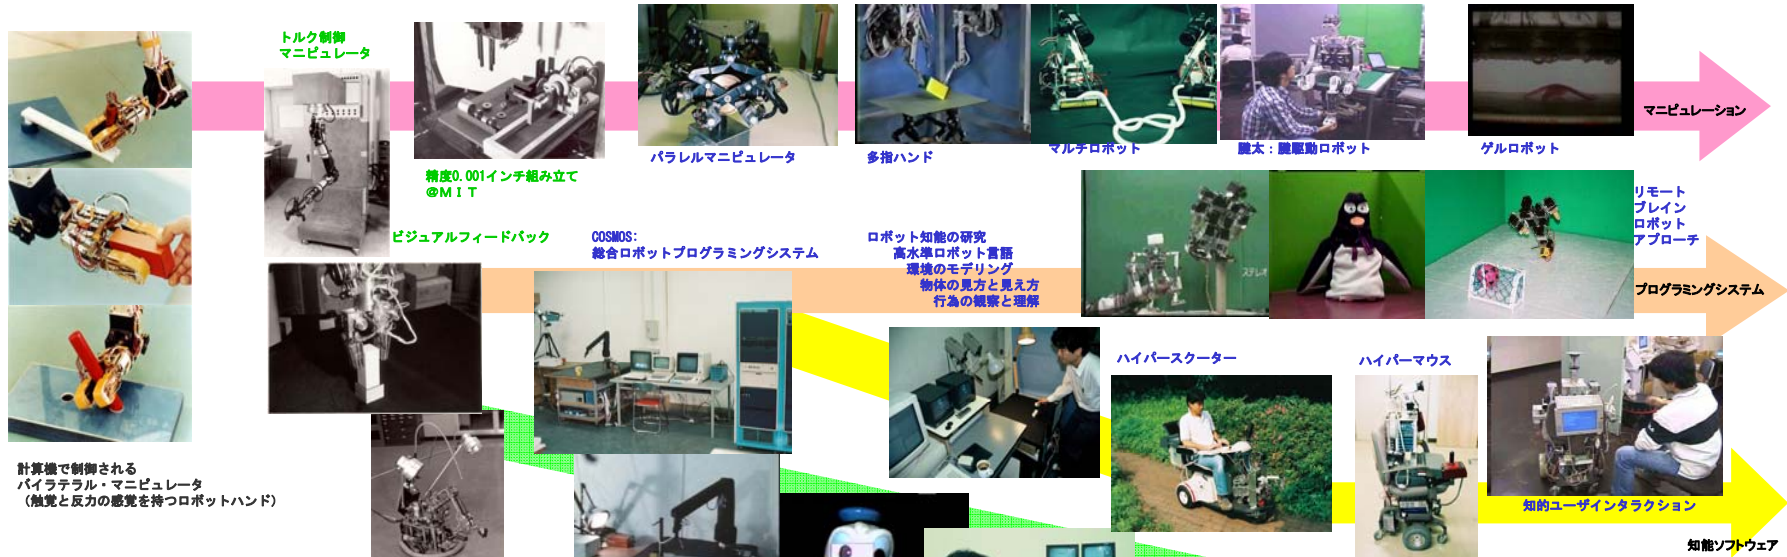 トルク制御
マニピュレータ
マニピュレーション
パラレルマニピュレータ
多指ハンド
マルチロボット
腱太:腱駆動ロボット
ゲルロボット
精度0.001インチ組み立て
@MIT
リモート
ブレイン
ロボット
アプローチ
ビジュアルフィードバック
COSMOS:
総合ロボットプログラミングシステム
ロボット知能の研究
高水準ロボット言語
環境のモデリング
物体の見方と見え方
行為の観察と理解
ステレオ
プログラミングシステム
ハイパースクーター
ハイパーマウス
計算機で制御される
バイラテラル・マニピュレータ
(触覚と反力の感覚を持つロボットハンド)
知的ユーザインタラクション
知能ソフトウェア